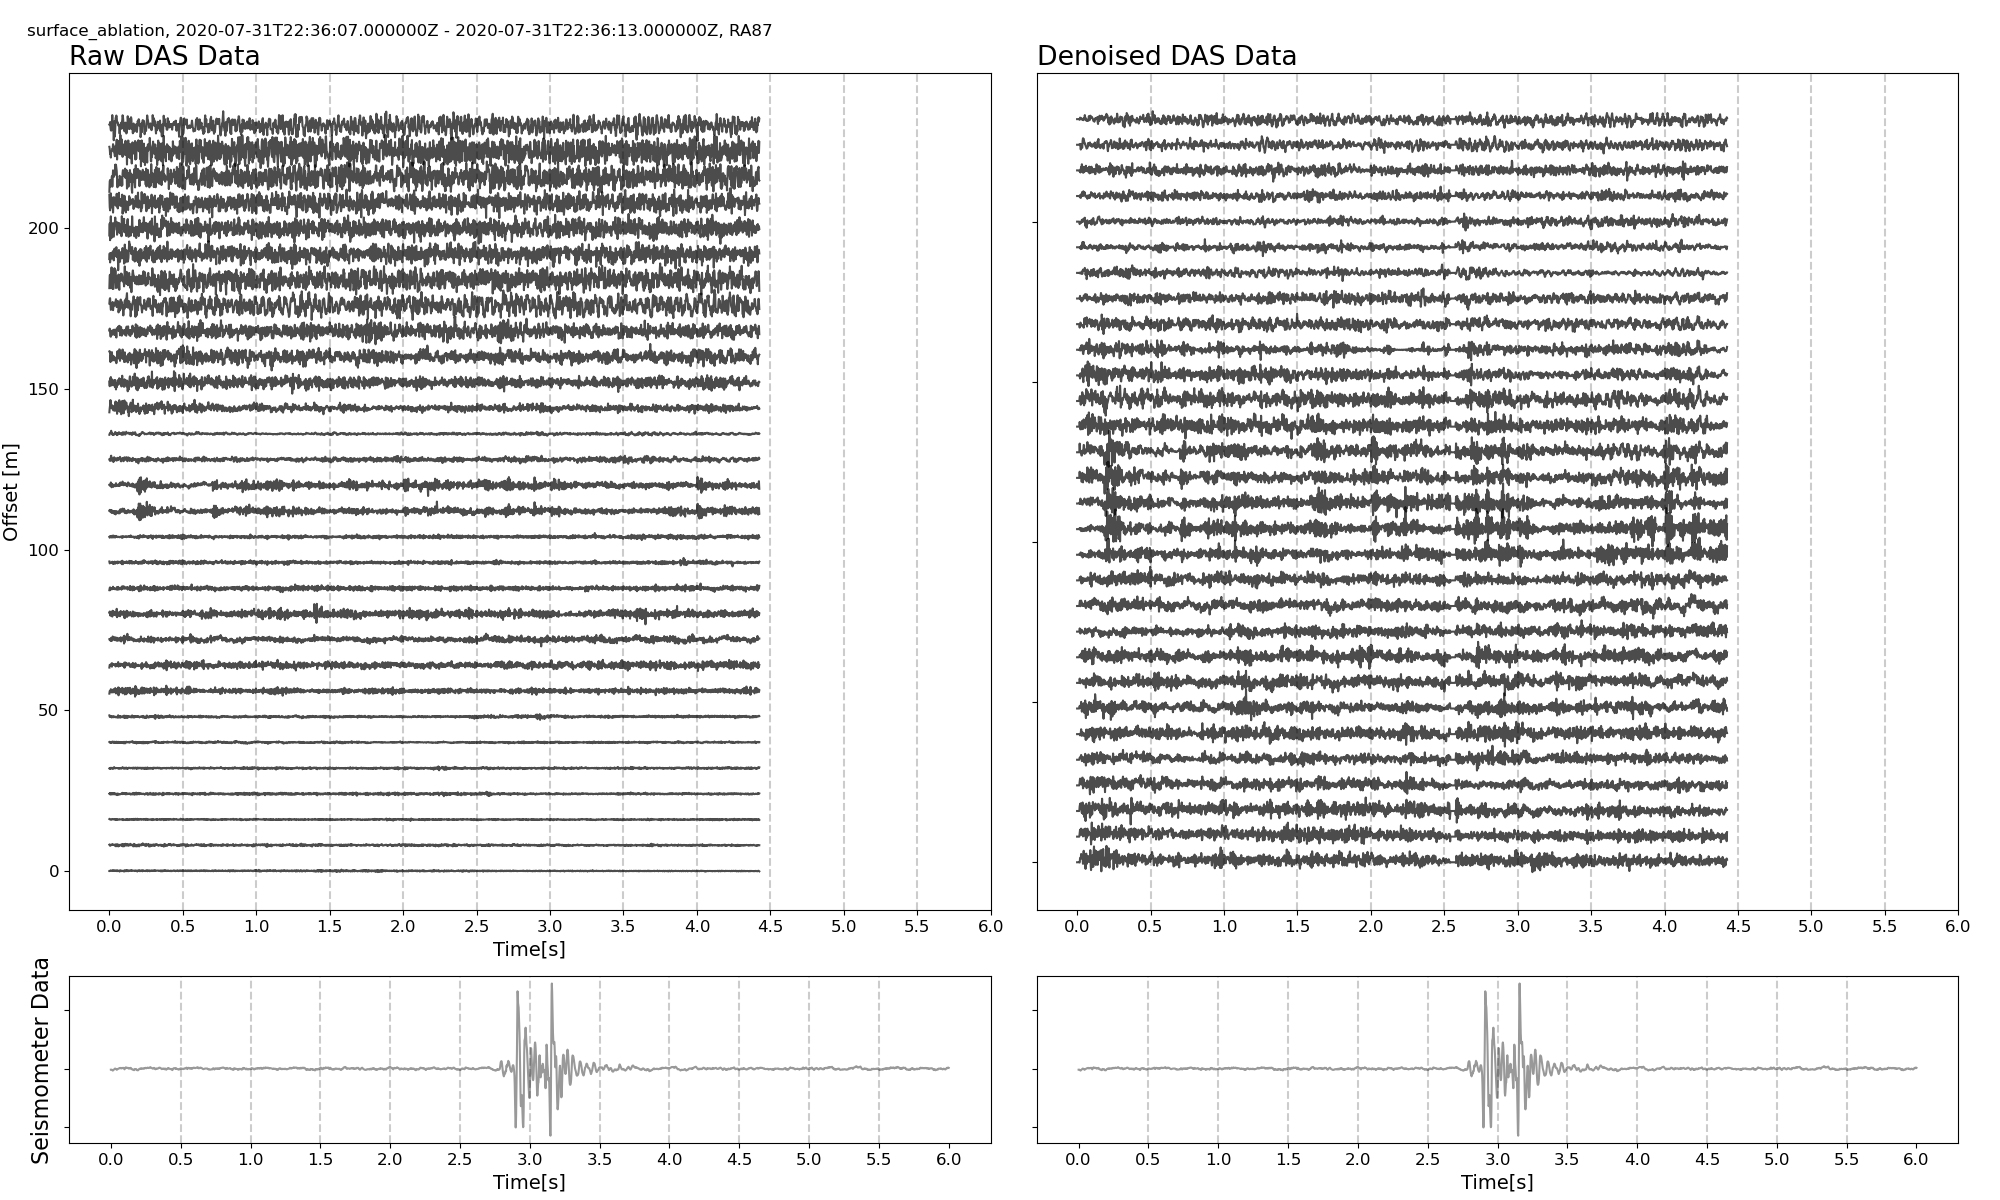 surface_ablation, 2020-07-31T22:36:07.000000Z - 2020-07-31T22:36:13.000000Z, RA87
Raw DAS Data
Denoised DAS Data
Offset [m]
200
150
100
50
0
0.0 0.5 1.0 1.5 2.0 2.5 3.0 3.5 4.0 4.5 5.0 5.5 6.0
Time[s]
0.0 0.5 1.0 1.5 2.0 2.5 3.0 3.5 4.0 4.5 5.0 5.5 6.0
Seismometer Data
0.0 0.5 1.0 1.5 2.0 2.5 3.0 3.5 4.0 4.5 5.0 5.5 6.0
Time[s]
0.0 0.5 1.0 1.5 2.0 2.5 3.0 3.5 4.0 4.5 5.0 5.5 6.0
Time[s]